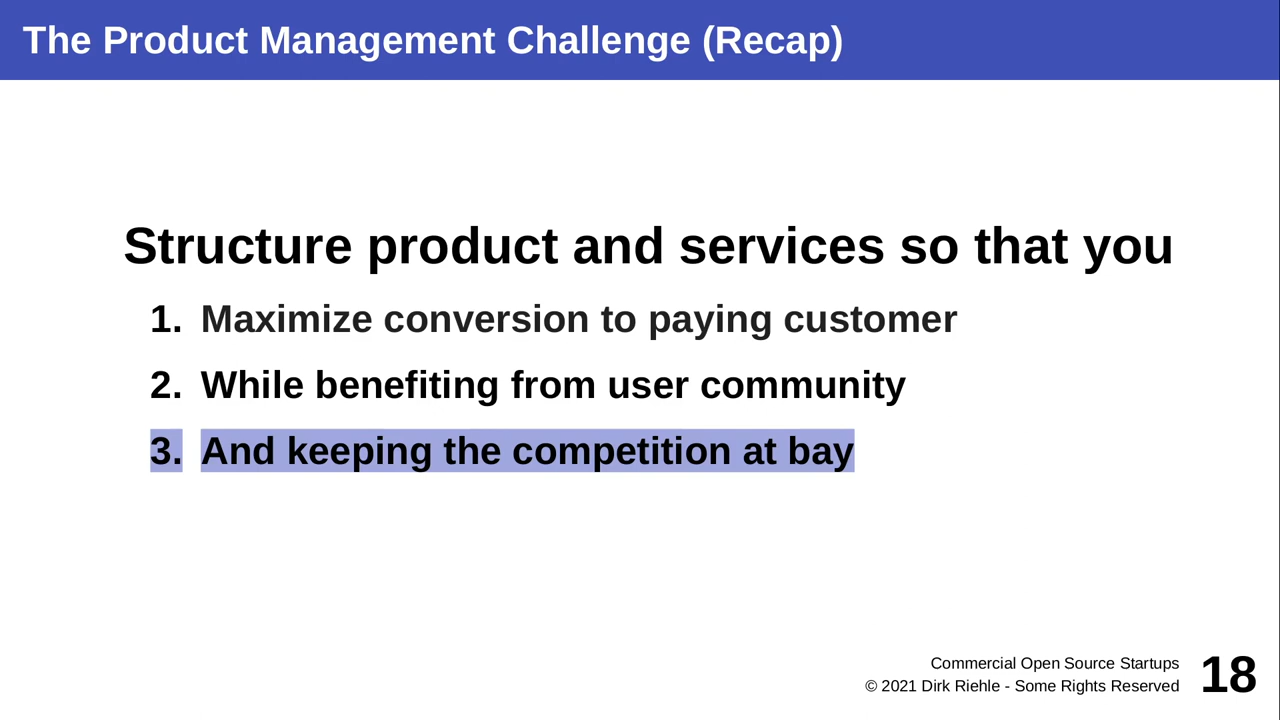 The Product Management Challenge (Recap)
Structure product and services so that you
1. Maximize conversion to paying customer
2. While benefiting from user community
3. And keeping the competition at bay
Commercial Open Source Startups
© 2021 Dirk Riehle - Some Rights Reserved
18